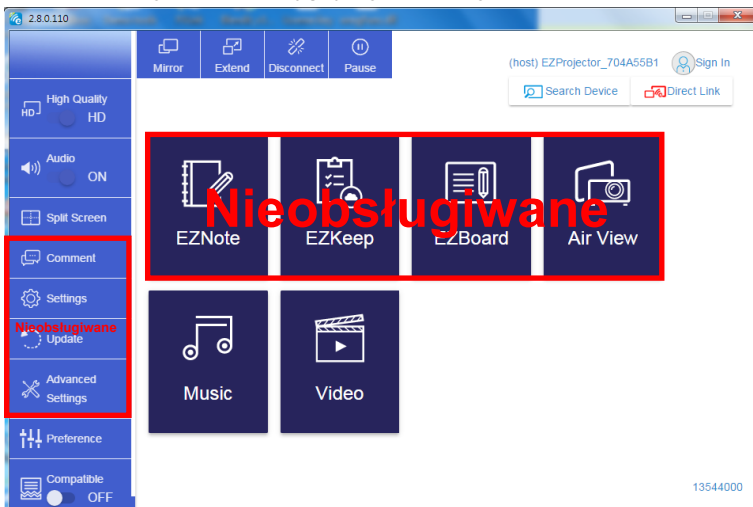 2.8.0.110
Mirror Extend Disconnect Pause
(host) EZProjector_704A55B1 Sign In
Search Device Direct Link
High Quality
HD HD
Audio
ON
Split Screen
Comment
Settings
Nieobsługiwane
Update
Advanced
Settings
Preference
Compatible
OFF
Nieobsługiwane
EZNote EZKeep EZBoard Air View
Music Video
13544000